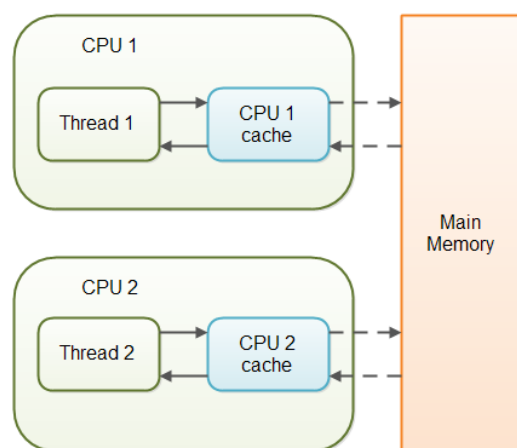 CPU 1
Thread 1
CPU 1
cache
Main
Memory
CPU 2
Thread 2
CPU 2
cache